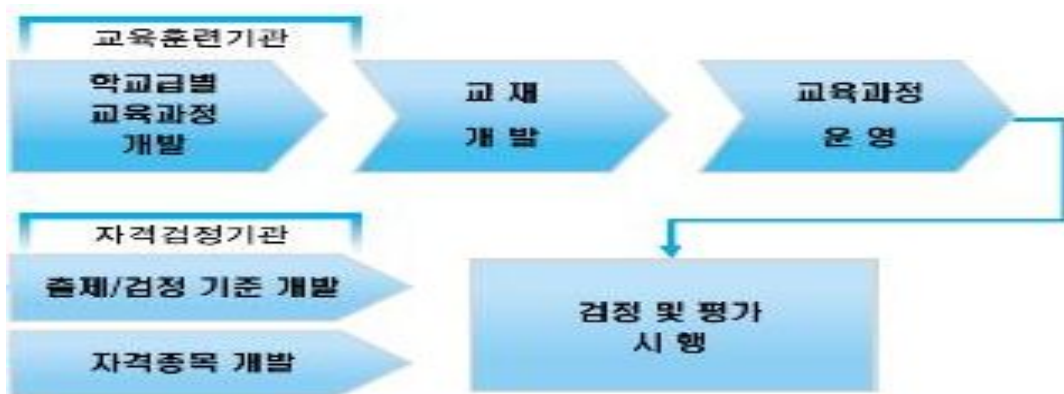 교육훈련기관
학교급별
교육과정
개발
교 재
개 발
교육과정
운 영
자격검정기관
출제/검정 기준 개발
자격종목 개발
검정 및 평가
시 행